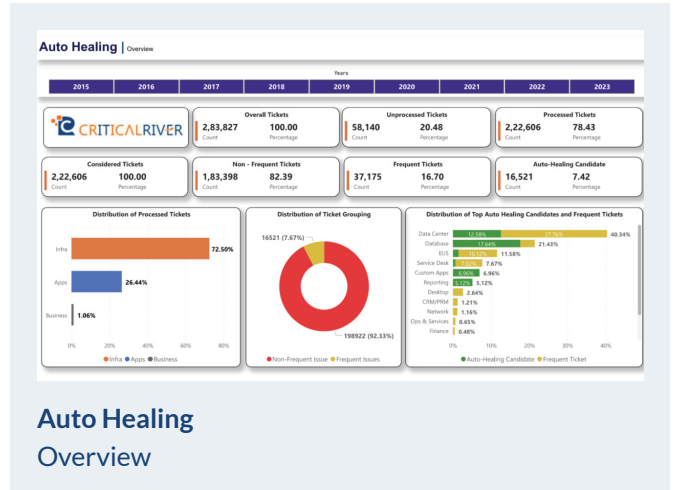 Auto Healing | Overview
Years
2015 2016 2017 2018 2019 2020 2021 2022 2023
CRITICALRIVER
Overall Tickets
2,83,827 100.00
Count Percentage
Unprocessed Tickets
58,140 20.48
Count Percentage
Processed Tickets
2,22,606 78.43
Count Percentage
Considered Tickets
2,22,606 100.00
Count Percentage
Non - Frequent Tickets
1,83,398 82.39
Count Percentage
Frequent Tickets
37,175 16.70
Count Percentage
Auto-Healing Candidate
16,521 7.42
Count Percentage
Distribution of Processed Tickets
Infra 72.50%
Apps 26.44%
Business 1.06%
0% 20% 40% 60% 80%
Infra Apps Business
Distribution of Ticket Grouping
16521 (7.67%)
198922 (92.33%)
Non-Frequent Issue Frequent Issues
Distribution of Top Auto Healing Candidates and Frequent Tickets
Data Center 12.58% 27.76% 40.34%
Database 17.64% 21.43%
EUS 10.12% 11.58%
Service Desk 7.02% 7.67%
Custom Apps 6.96% 6.96%
Reporting 5.12% 5.12%
Desktop 2.64%
CRM/PRM 1.21%
Network 1.16%
Ops & Services 0.65%
Finance 0.48%
0% 10% 20% 30% 40%
Auto-Healing Candidate Frequent Ticket
Auto Healing
Overview